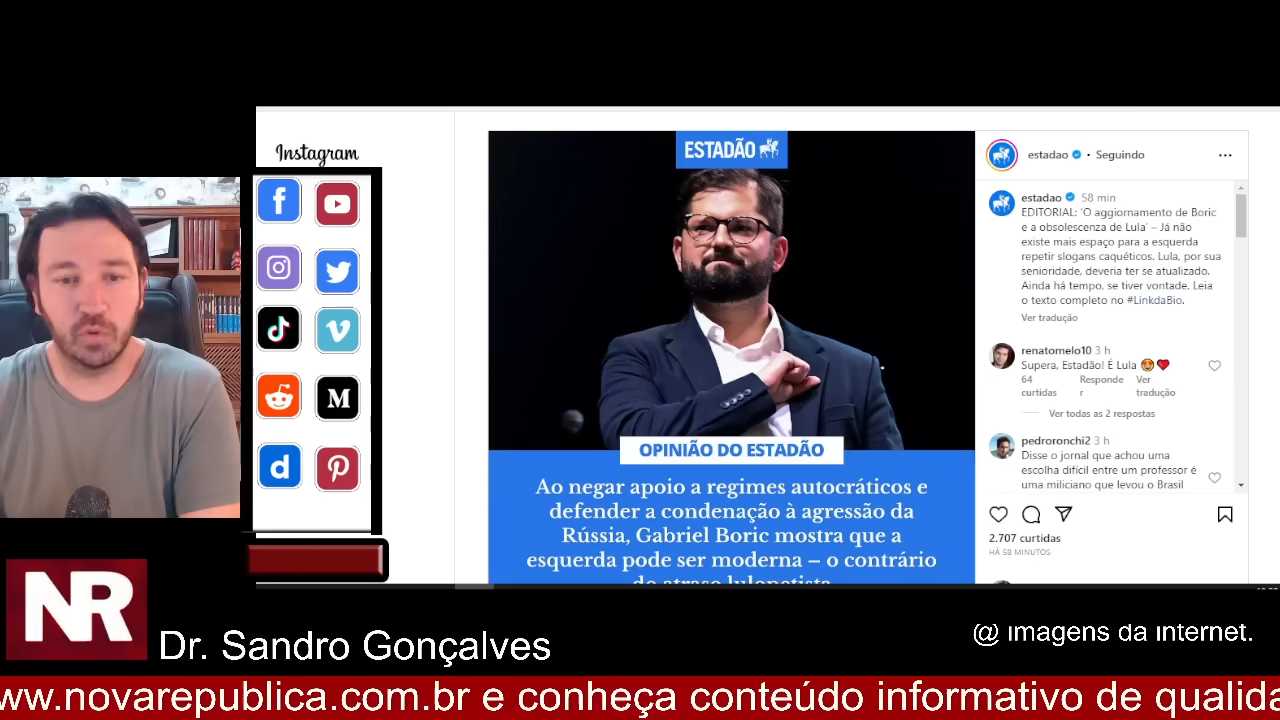 Instagram
ESTADÃO
OPINIÃO DO ESTADÃO
Ao negar apoio a regimes autocráticos e
defender a condenação à agressão da
Rússia, Gabriel Boric mostra que a
esquerda pode ser moderna – o contrário
do atraso lulopetista
estadao • Seguindo
estadao 58 min
EDITORIAL: ‘O aggiornamento de Boric
e a obsolescenza de Lula’ – Já não
existe mais espaço para a esquerda
repetir slogans caquéticos. Lula, por sua
senioridade, deveria ter se atualizado.
Ainda há tempo, se tiver vontade. Leia
o texto completo no #LinkdaBio.
Ver tradução
renatomelo10 3 h
Supera, Estadão! É Lula 😍❤️
64 curtidas Responder Ver tradução
Ver todas as 2 respostas
pedroronchi2 3 h
Disse o jornal que achou uma
escolha difícil entre um professor é
uma miliciano que levou o Brasil
2.707 curtidas
HÁ 58 MINUTOS
NR
Dr. Sandro Gonçalves
@ imagens da internet.
ww.novarepublica.com.br e conheça conteúdo informativo de qualida